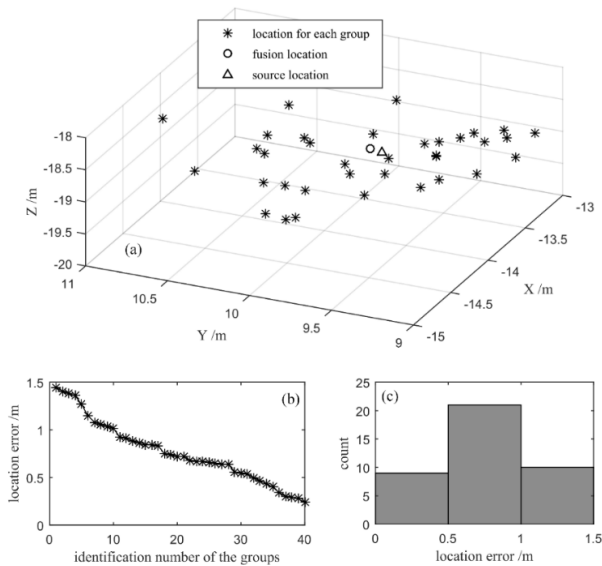 location for each group
fusion location
source location
-18
-18.5
-19
-19.5
-20
Z /m
(a)
11
10.5
10
9.5
9
Y /m
-13
-13.5
-14
-14.5
-15
X /m
1.5
1
0.5
0
location error /m
(b)
0 10 20 30 40
identification number of the groups
25
20
15
10
5
0
count
(c)
0 0.5 1 1.5
location error /m